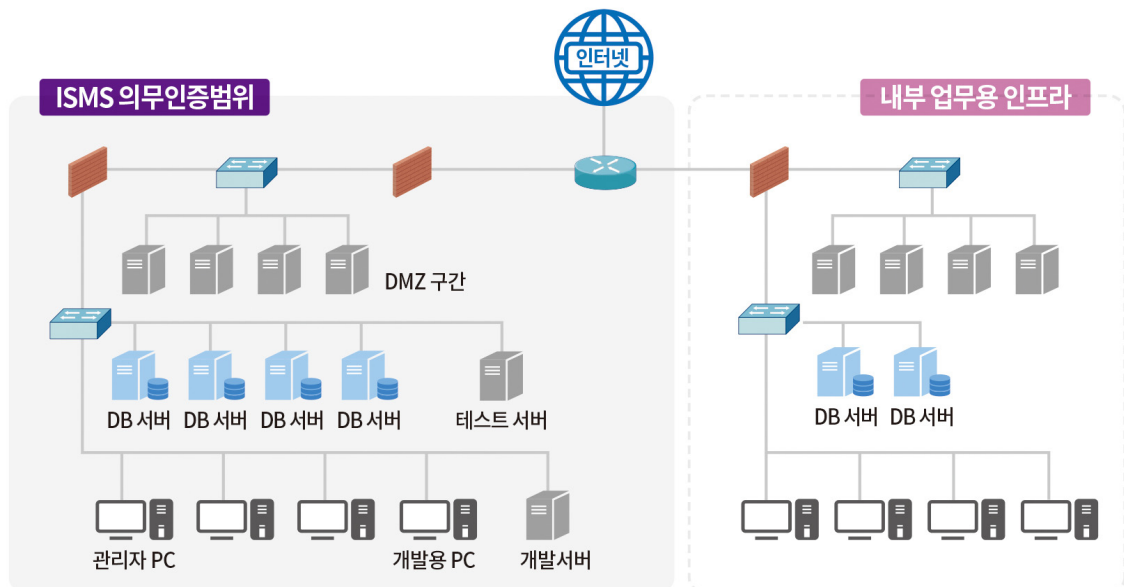 인터넷
ISMS 의무인증범위
내부 업무용 인프라
DMZ 구간
DB 서버 DB 서버 DB 서버 DB 서버 테스트 서버
DB 서버 DB 서버
관리자 PC 개발용 PC 개발서버